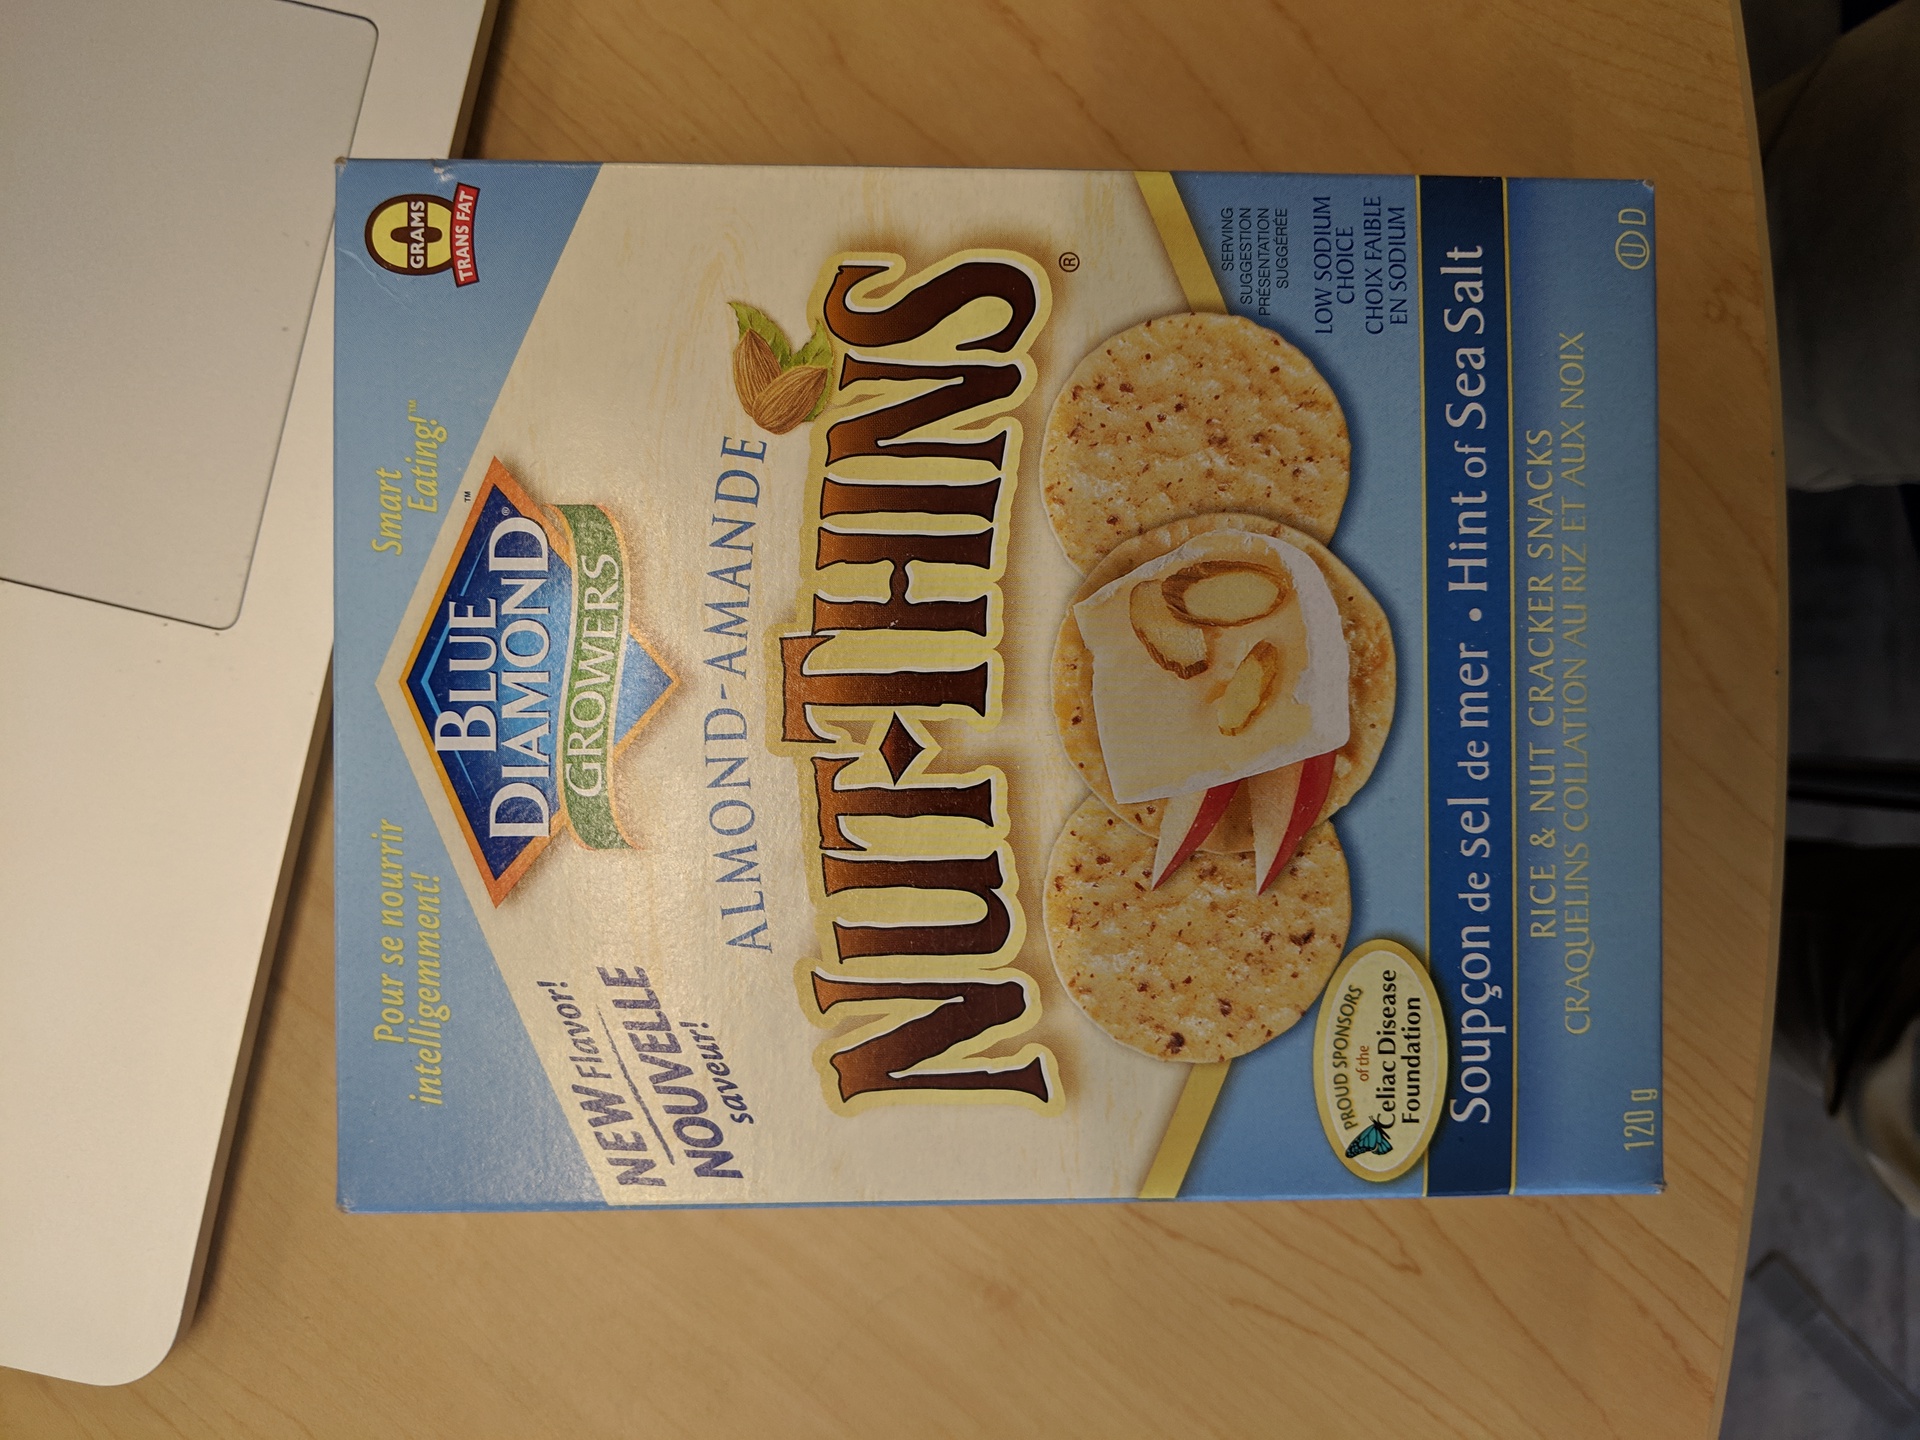 Pour se nourrir
intelligemment!
Smart
Eating!™
0
GRAMS
TRANS FAT
BLUE ™
DIAMOND®
GROWERS
NEW Flavor!
NOUVELLE
saveur!
ALMOND-AMANDE
NUT-THINS
®
SERVING
SUGGESTION
PRÉSENTATION
SUGGÉRÉE
LOW SODIUM
CHOICE
CHOIX FAIBLE
EN SODIUM
PROUD SPONSORS
of the
Celiac Disease
Foundation
Soupçon de sel de mer • Hint of Sea Salt
RICE & NUT CRACKER SNACKS
CRAQUELINS COLLATION AU RIZ ET AUX NOIX
120 g
Ⓤ D